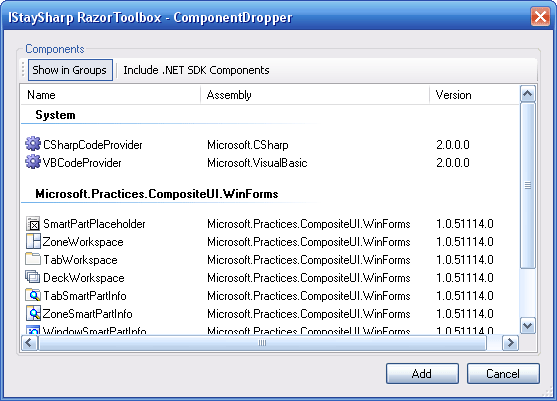 IStaySharp RazorToolbox - ComponentDropper
Components
Show in Groups Include .NET SDK Components
Name Assembly Version
System
CSharpCodeProvider Microsoft.CSharp 2.0.0.0
VBCodeProvider Microsoft.VisualBasic 2.0.0.0
Microsoft.Practices.CompositeUI.WinForms
SmartPartPlaceholder Microsoft.Practices.CompositeUI.WinForms 1.0.51114.0
ZoneWorkspace Microsoft.Practices.CompositeUI.WinForms 1.0.51114.0
TabWorkspace Microsoft.Practices.CompositeUI.WinForms 1.0.51114.0
DeckWorkspace Microsoft.Practices.CompositeUI.WinForms 1.0.51114.0
TabSmartPartInfo Microsoft.Practices.CompositeUI.WinForms 1.0.51114.0
ZoneSmartPartInfo Microsoft.Practices.CompositeUI.WinForms 1.0.51114.0
WindowSmartPartInfo Microsoft.Practices.CompositeUI.WinForms 1.0.51114.0
Add Cancel